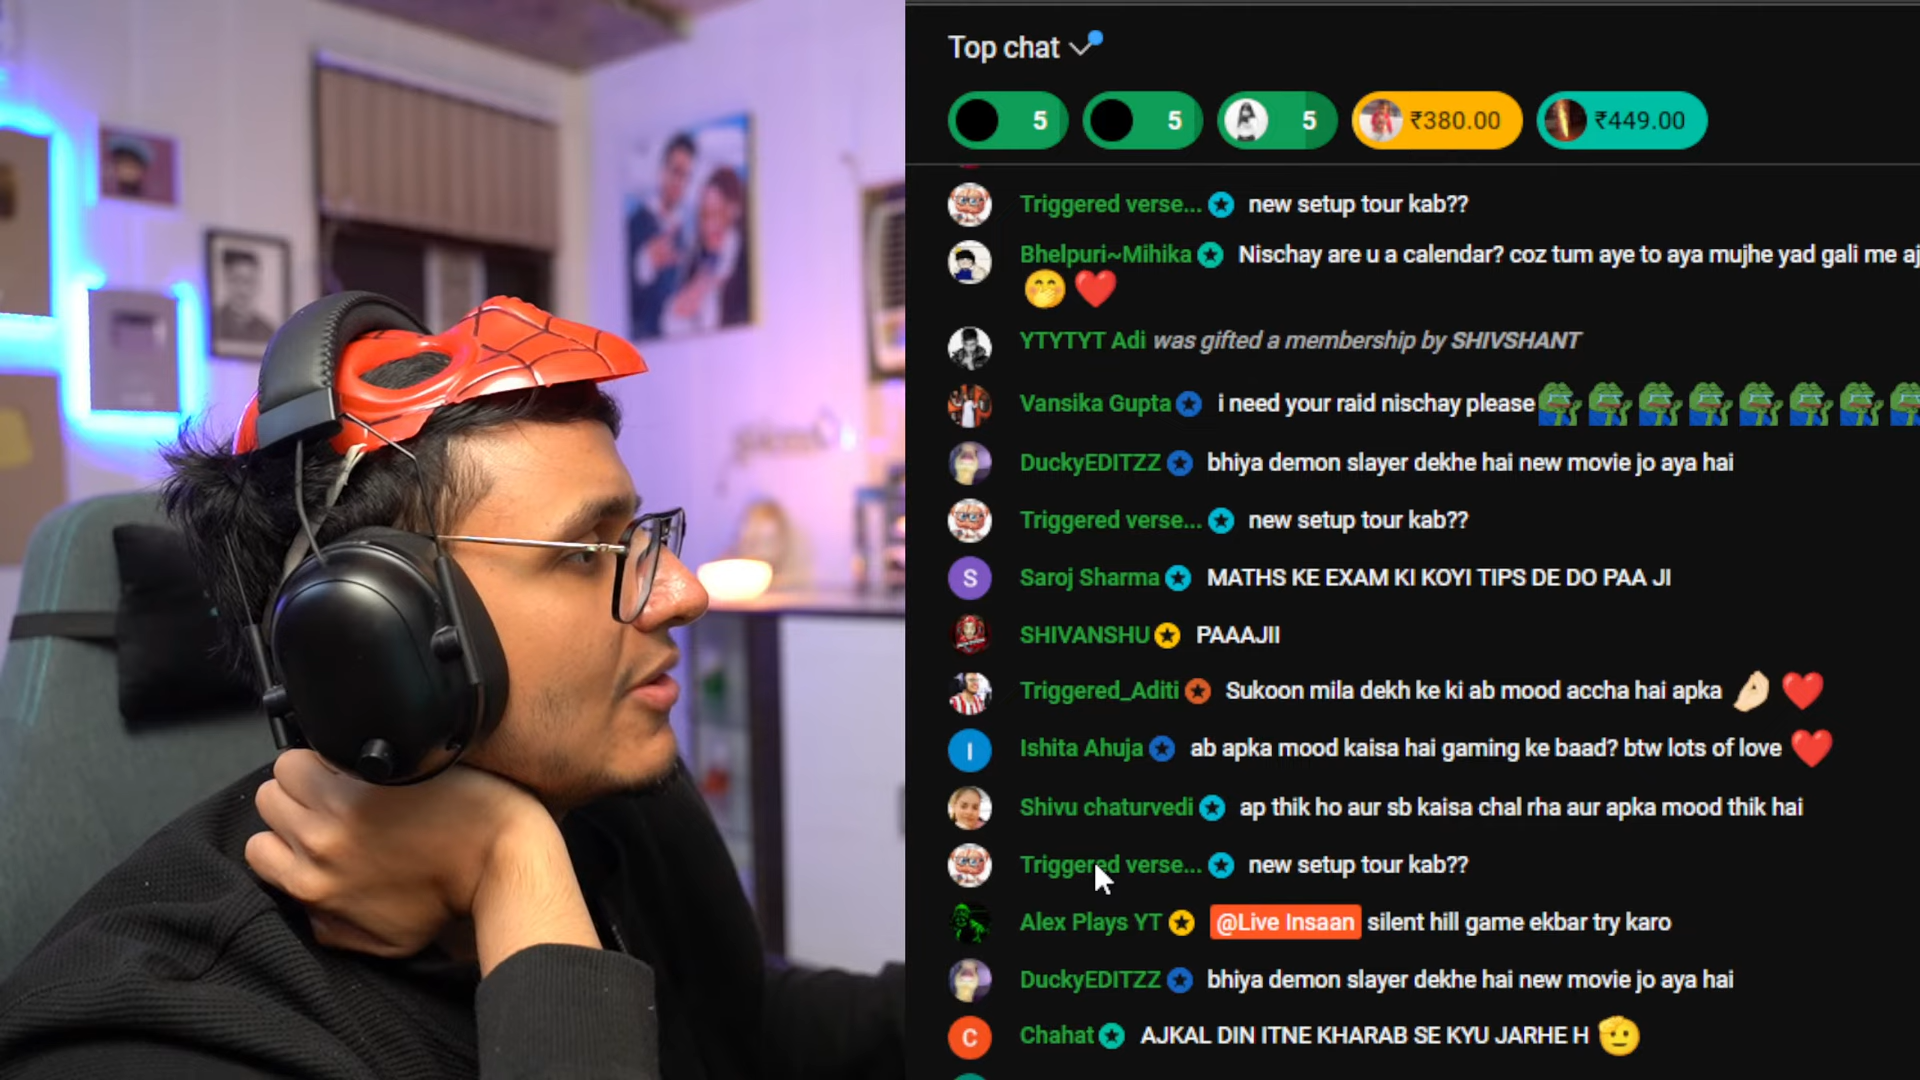 Top chat
5
5
5
₹380.00
₹449.00
Triggered verse... new setup tour kab??
Bhelpuri~Mihika Nischay are u a calendar? coz tum aye to aya mujhe yad gali me aj
YTYTYT Adi was gifted a membership by SHIVSHANT
Vansika Gupta i need your raid nischay please
DuckyEDITZZ bhiya demon slayer dekhe hai new movie jo aya hai
Triggered verse... new setup tour kab??
S
Saroj Sharma MATHS KE EXAM KI KOYI TIPS DE DO PAA JI
SHIVANSHU PAAAJII
Triggered_Aditi Sukoon mila dekh ke ki ab mood accha hai apka
I
Ishita Ahuja ab apka mood kaisa hai gaming ke baad? btw lots of love
Shivu chaturvedi ap thik ho aur sb kaisa chal rha aur apka mood thik hai
Triggered verse... new setup tour kab??
Alex Plays YT @Live Insaan silent hill game ekbar try karo
DuckyEDITZZ bhiya demon slayer dekhe hai new movie jo aya hai
C
Chahat AJKAL DIN ITNE KHARAB SE KYU JARHE H